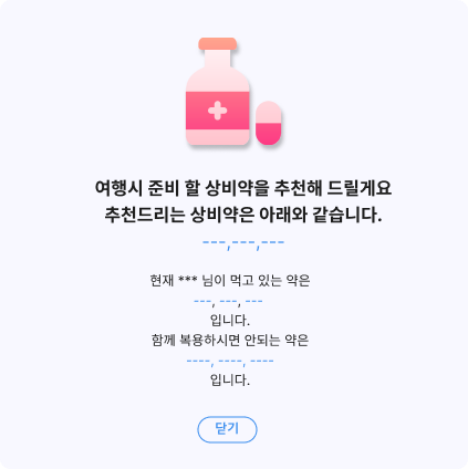 여행시 준비 할 상비약을 추천해 드릴게요
추천드리는 상비약은 아래와 같습니다.
---,---,---
현재 *** 님이 먹고 있는 약은
---, ---, ---
입니다.
함께 복용하시면 안되는 약은
----, ----, ----
입니다.
닫기